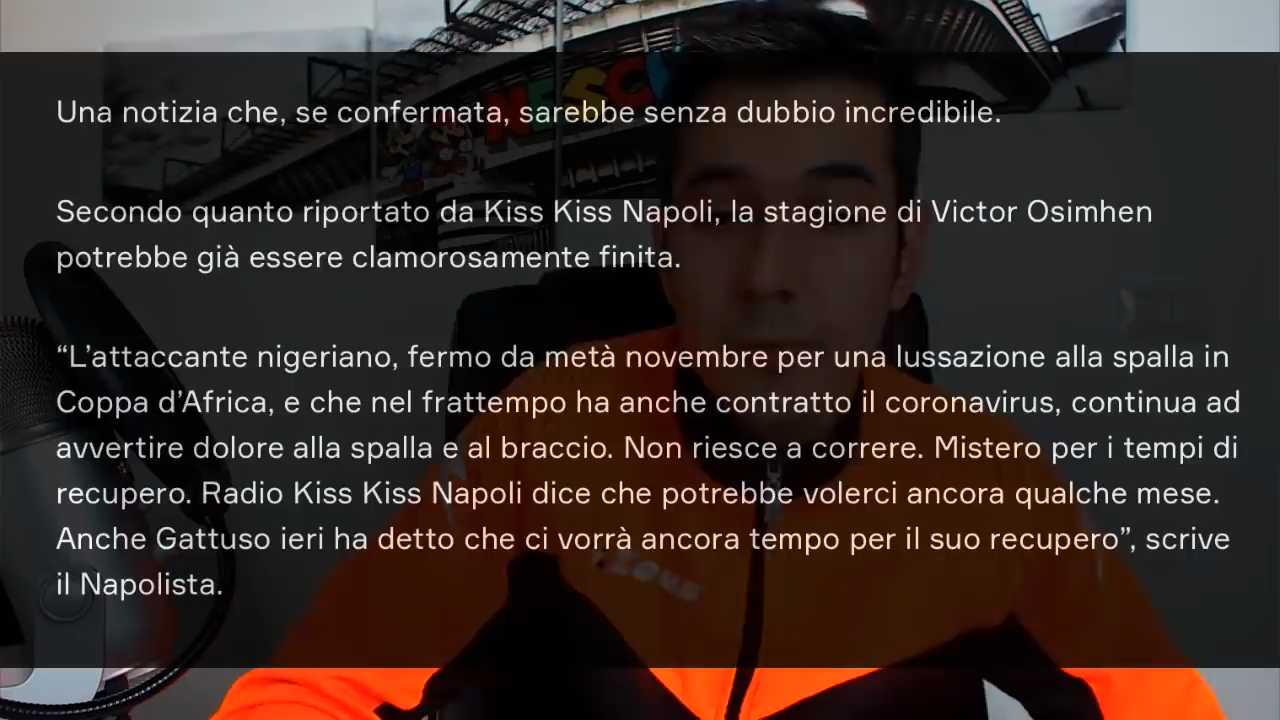 NESCA
Una notizia che, se confermata, sarebbe senza dubbio incredibile.
Secondo quanto riportato da Kiss Kiss Napoli, la stagione di Victor Osimhen
potrebbe già essere clamorosamente finita.
“L’attaccante nigeriano, fermo da metà novembre per una lussazione alla spalla in
Coppa d’Africa, e che nel frattempo ha anche contratto il coronavirus, continua ad
avvertire dolore alla spalla e al braccio. Non riesce a correre. Mistero per i tempi di
recupero. Radio Kiss Kiss Napoli dice che potrebbe volerci ancora qualche mese.
Anche Gattuso ieri ha detto che ci vorrà ancora tempo per il suo recupero”, scrive
il Napolista.
zeus